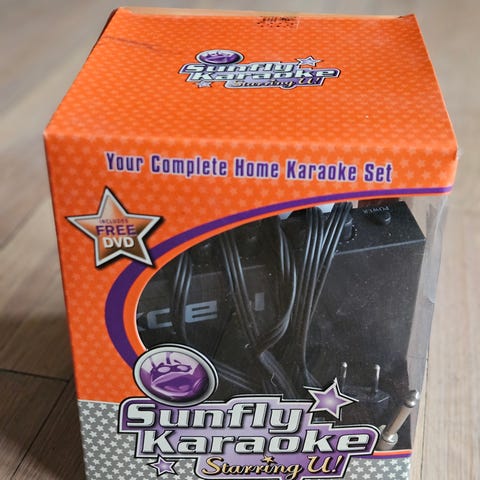 Sunfly
Karaoke
Starring U!
Your Complete Home Karaoke Set
INCLUDES
FREE
DVD
POWER
Sunfly
Karaoke
Starring U!